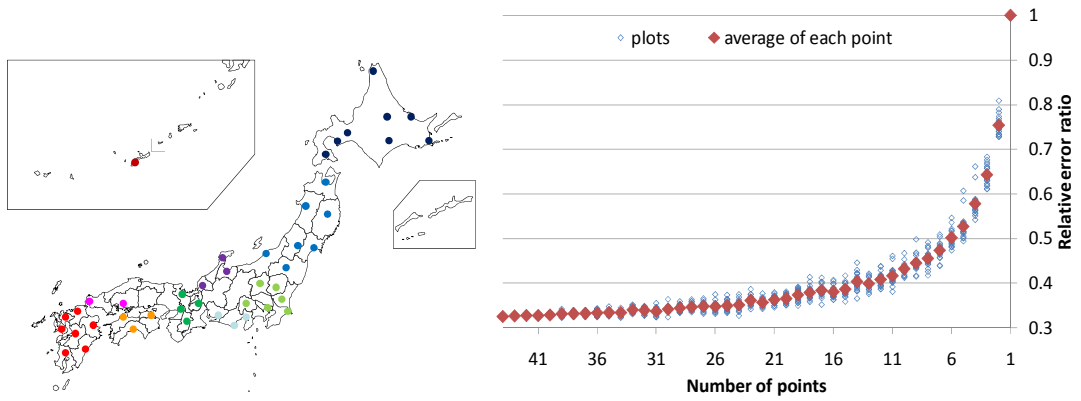 plots
average of each point
1
0.9
0.8
0.7
0.6
0.5
0.4
0.3
Relative error ratio
41 36 31 26 21 16 11 6 1
Number of points